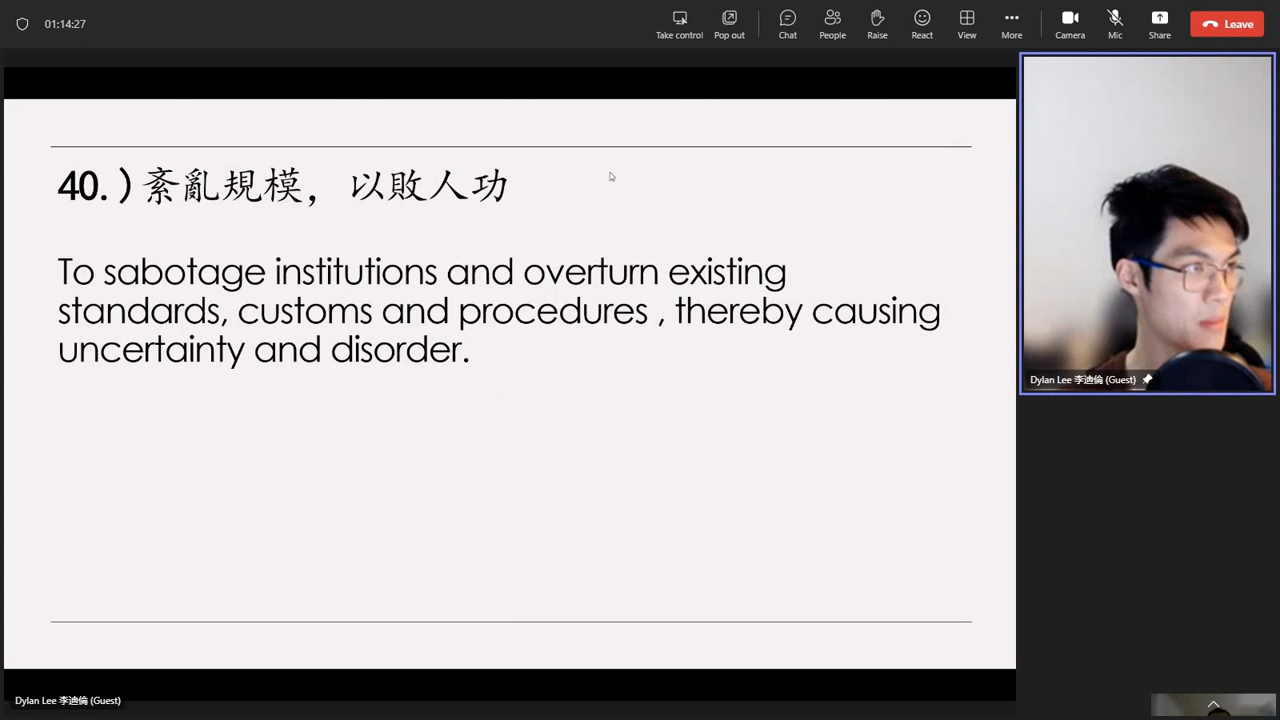 01:14:27
Take control
Pop out
Chat
People
Raise
React
View
More
Camera
Mic
Share
Leave
40.) 紊亂規模，以敗人功
To sabotage institutions and overturn existing
standards, customs and procedures , thereby causing
uncertainty and disorder.
Dylan Lee 李迪倫 (Guest)
Dylan Lee 李迪倫 (Guest)